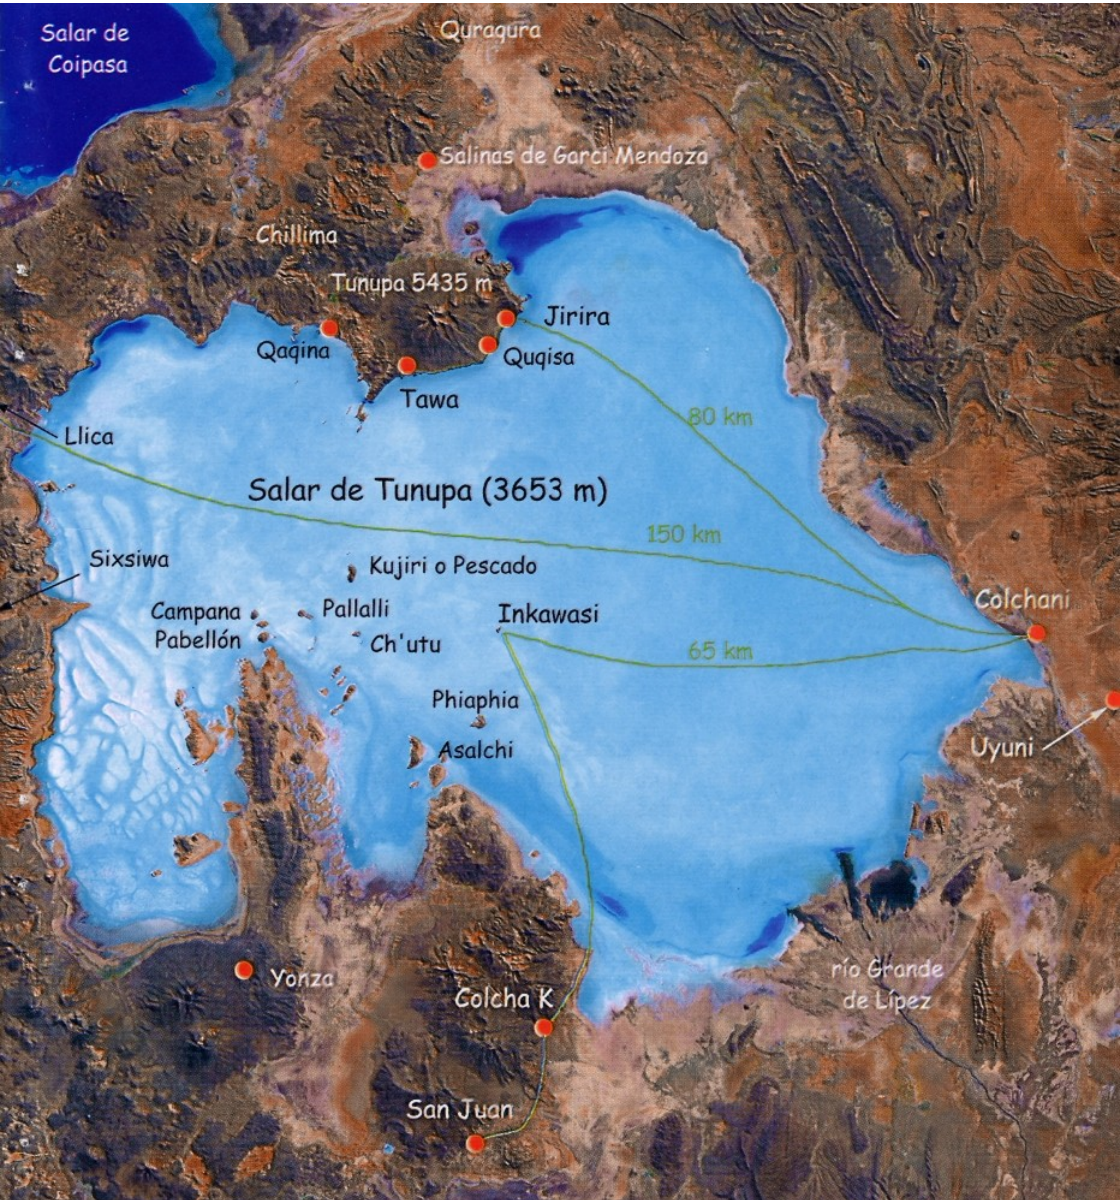 Salar de
Coipasa
Quraqura
Salinas de Garci Mendoza
Chillima
Tunupa 5435 m
Jirira
Qaqina
Quqisa
Tawa
80 km
Llica
Salar de Tunupa (3653 m)
150 km
Sixsiwa
Kujiri o Pescado
Campana
Pabellón
Pallalli
Inkawasi
Colchani
Ch'utu
65 km
Phiaphia
Uyuni
Asalchi
río Grande
de Lípez
Yonza
Colcha K
San Juan